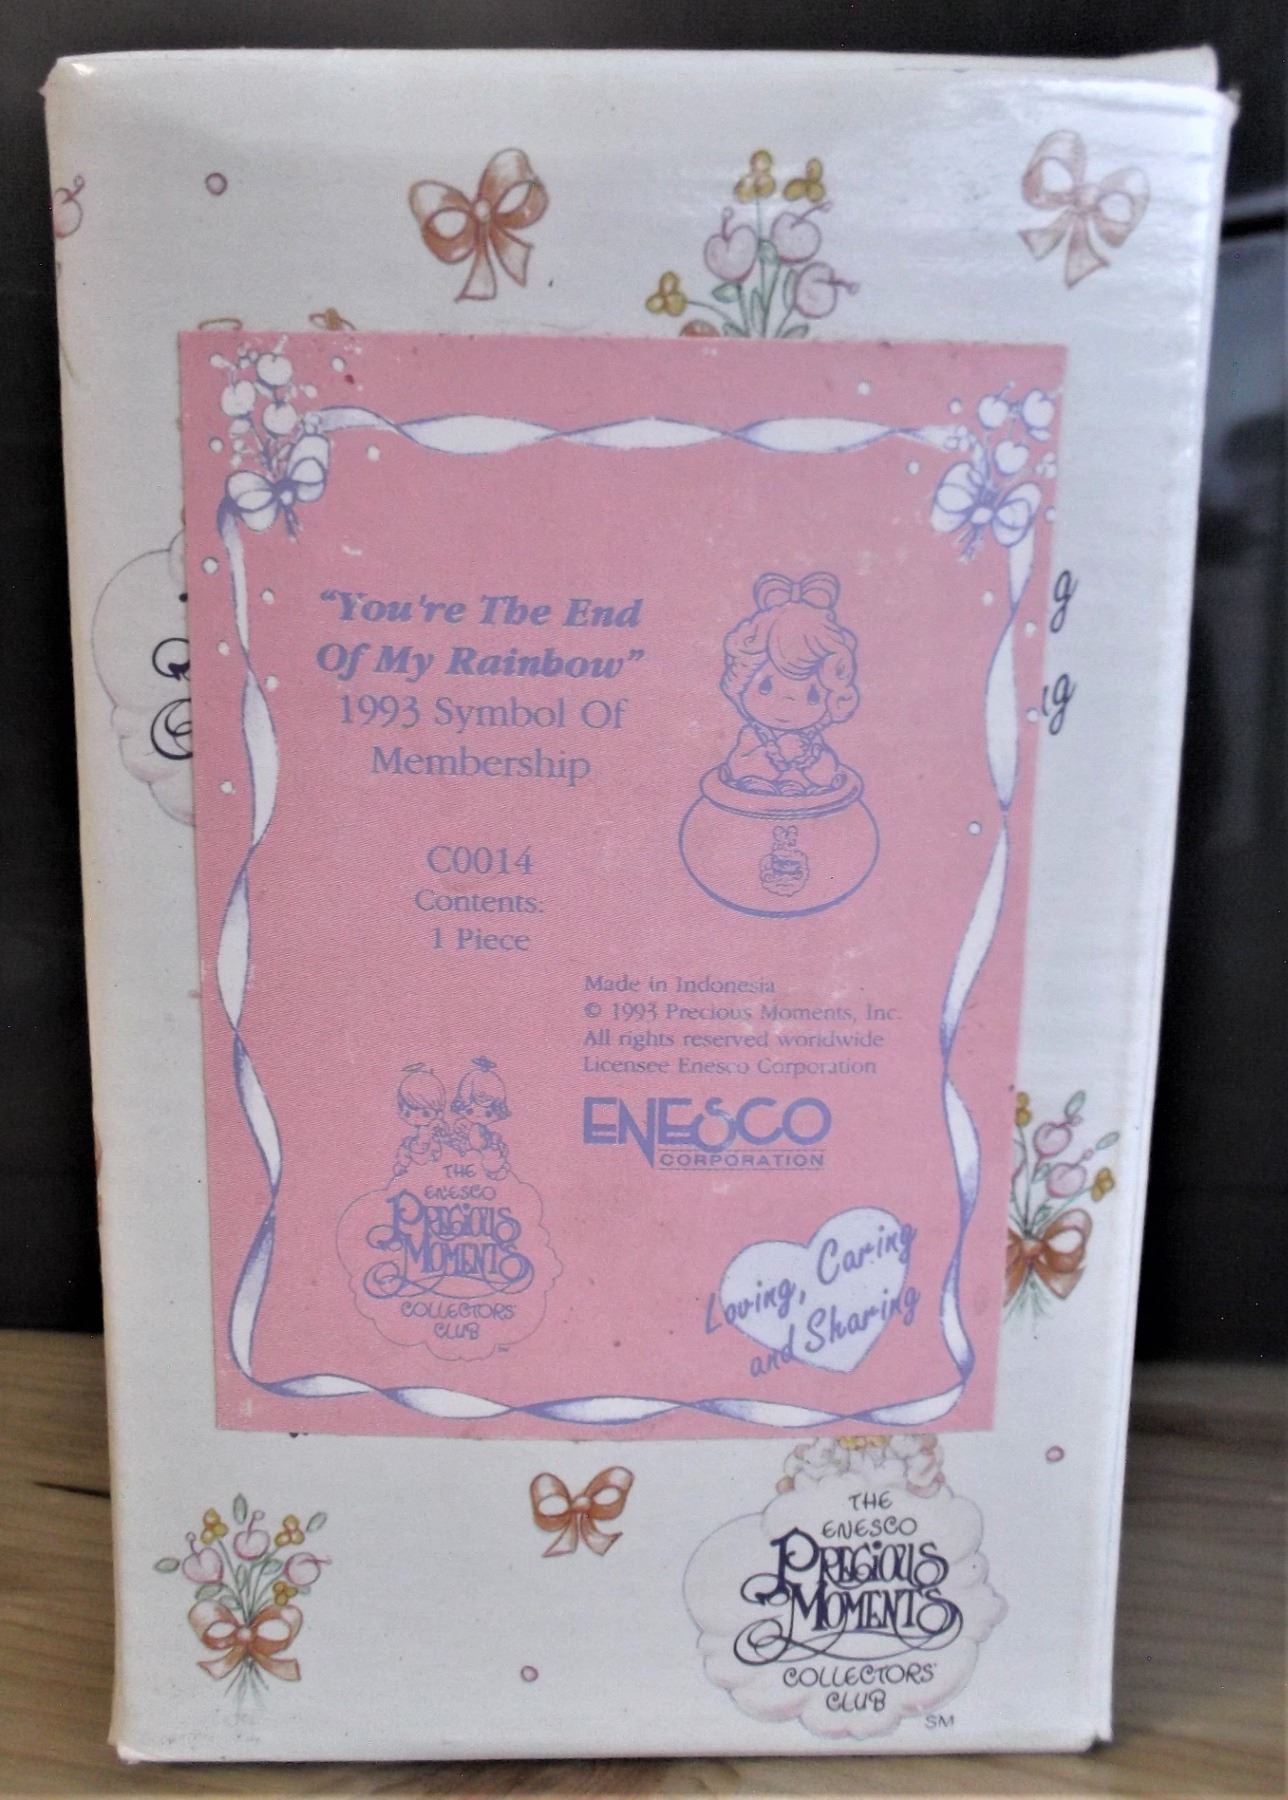 “You're The End
Of My Rainbow”
1993 Symbol Of
Membership
C0014
Contents:
1 Piece
Made in Indonesia
© 1993 Precious Moments, Inc.
All rights reserved worldwide
Licensee Enesco Corporation
ENESCO
CORPORATION
THE
ENESCO
PRECIOUS
MOMENTS
COLLECTORS'
CLUB
Loving, Caring
and Sharing
THE
ENESCO
PRECIOUS
MOMENTS
COLLECTORS'
CLUB
SM